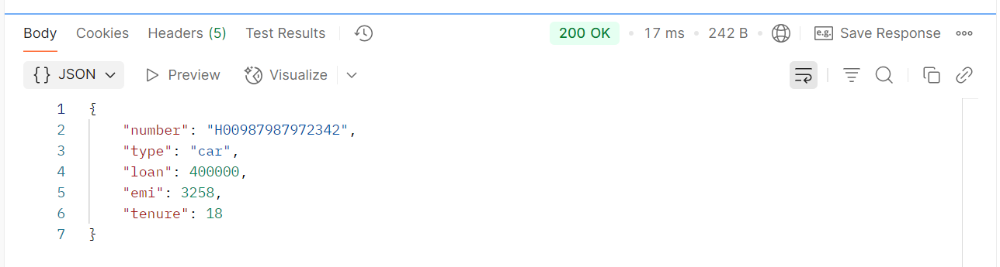 Body Cookies Headers (5) Test Results 200 OK 17 ms 242 B e.g. Save Response
{} JSON Preview Visualize
1 {
2 "number": "H00987987972342",
3 "type": "car",
4 "loan": 400000,
5 "emi": 3258,
6 "tenure": 18
7 }